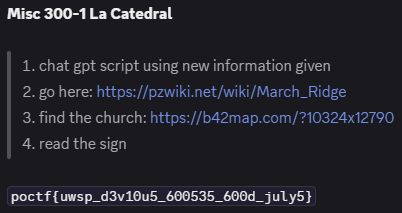 Misc 300-1 La Catedral
1. chat gpt script using new information given
2. go here: https://pzwiki.net/wiki/March_Ridge
3. find the church: https://b42map.com/?10324x12790
4. read the sign
poctf{uwsp_d3v10u5_600535_600d_july5}